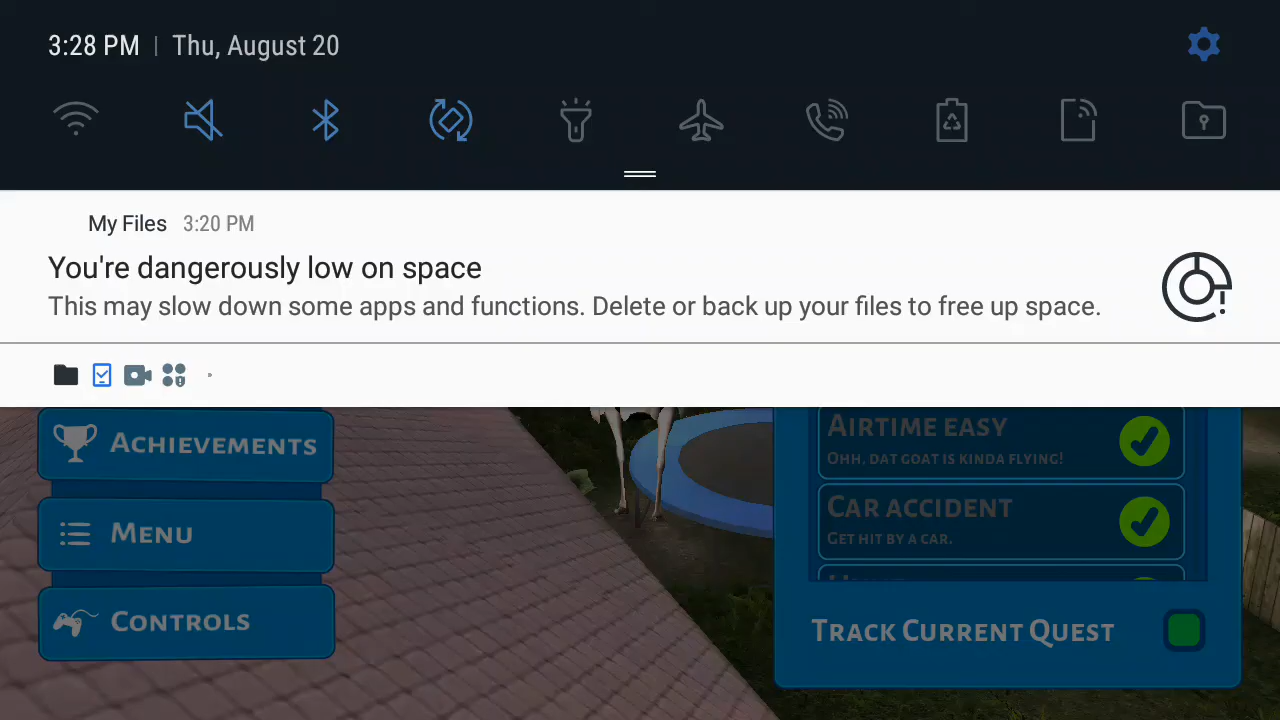 3:28 PM | Thu, August 20
My Files 3:20 PM
You're dangerously low on space
This may slow down some apps and functions. Delete or back up your files to free up space.
Achievements
Menu
Controls
Airtime easy
Ohh, dat goat is kinda flying!
Car accident
Get hit by a car.
Track Current Quest